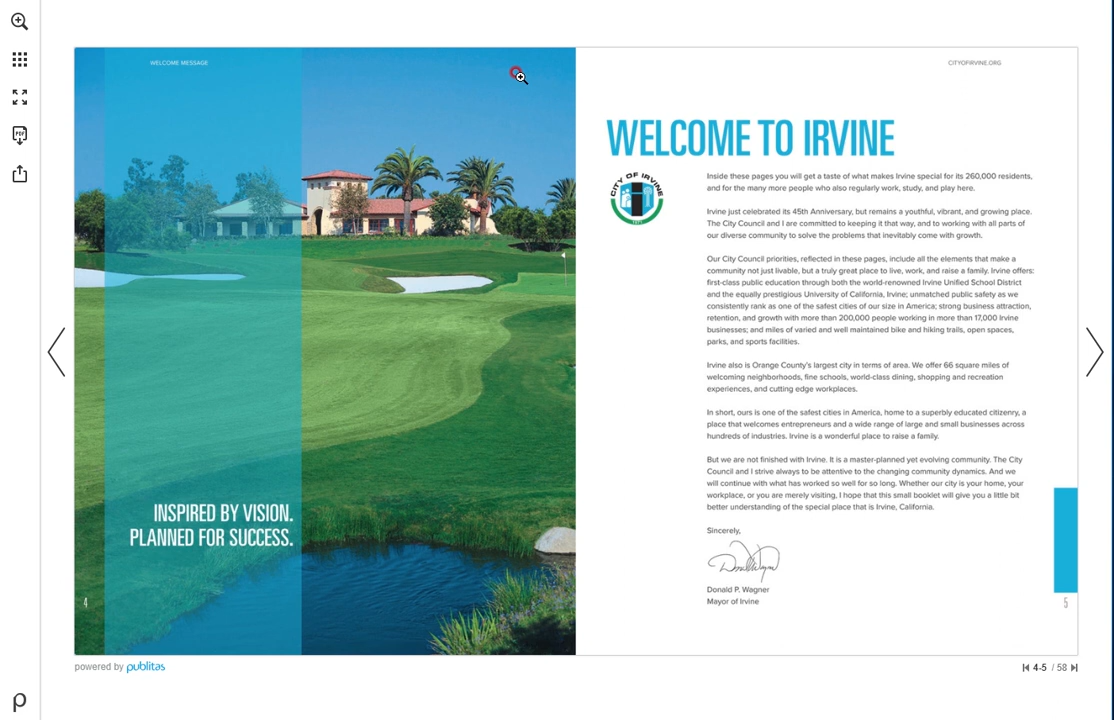 WELCOME MESSAGE
INSPIRED BY VISION.
PLANNED FOR SUCCESS.
4
CITYOFIRVINE.ORG
WELCOME TO IRVINE
CITY OF IRVINE
1971
Inside these pages you will get a taste of what makes Irvine special for its 260,000 residents,
and for the many more people who also regularly work, study, and play here.
Irvine just celebrated its 45th Anniversary, but remains a youthful, vibrant, and growing place.
The City Council and I are committed to keeping it that way, and to working with all parts of
our diverse community to solve the problems that inevitably come with growth.
Our City Council priorities, reflected in these pages, include all the elements that make a
community not just livable, but a truly great place to live, work, and raise a family. Irvine offers:
first-class public education through both the world-renowned Irvine Unified School District
and the equally prestigious University of California, Irvine; unmatched public safety as we
consistently rank as one of the safest cities of our size in America; strong business attraction,
retention, and growth with more than 200,000 people working in more than 17,000 Irvine
businesses; and miles of varied and well maintained bike and hiking trails, open spaces,
parks, and sports facilities.
Irvine also is Orange County's largest city in terms of area. We offer 66 square miles of
welcoming neighborhoods, fine schools, world-class dining, shopping and recreation
experiences, and cutting edge workplaces.
In short, ours is one of the safest cities in America, home to a superbly educated citizenry, a
place that welcomes entrepreneurs and a wide range of large and small businesses across
hundreds of industries. Irvine is a wonderful place to raise a family.
But we are not finished with Irvine. It is a master-planned yet evolving community. The City
Council and I strive always to be attentive to the changing community dynamics. And we
will continue with what has worked so well for so long. Whether our city is your home, your
workplace, or you are merely visiting, I hope that this small booklet will give you a little bit
better understanding of the special place that is Irvine, California.
Sincerely,
Donald P. Wagner
Mayor of Irvine
5
powered by publitas
4-5 / 58
PDF